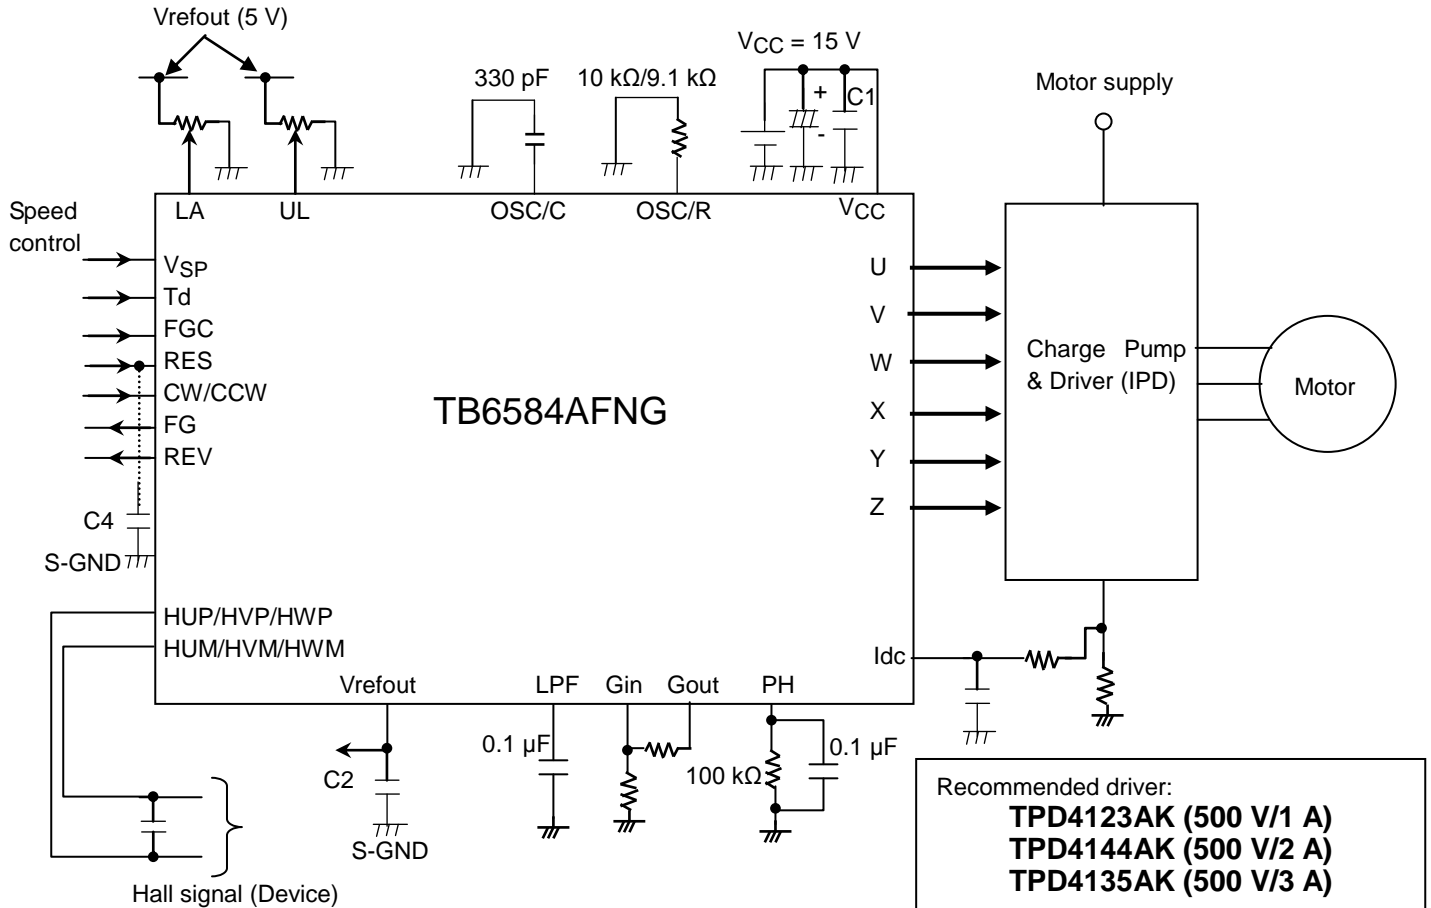 Vrefout (5 V)
VCC = 15 V
330 pF
10 kΩ/9.1 kΩ
+
C1
-
Motor supply
Speed
control
LA
UL
OSC/C
OSC/R
VCC
VSP
Td
FGC
RES
CW/CCW
FG
REV
C4
S-GND
TB6584AFNG
U
V
W
X
Y
Z
Charge Pump
& Driver (IPD)
Motor
HUP/HVP/HWP
HUM/HVM/HWM
Idc
Vrefout
LPF
Gin
Gout
PH
C2
S-GND
0.1 µF
100 kΩ
0.1 µF
Hall signal (Device)
Recommended driver:
TPD4123AK (500 V/1 A)
TPD4144AK (500 V/2 A)
TPD4135AK (500 V/3 A)